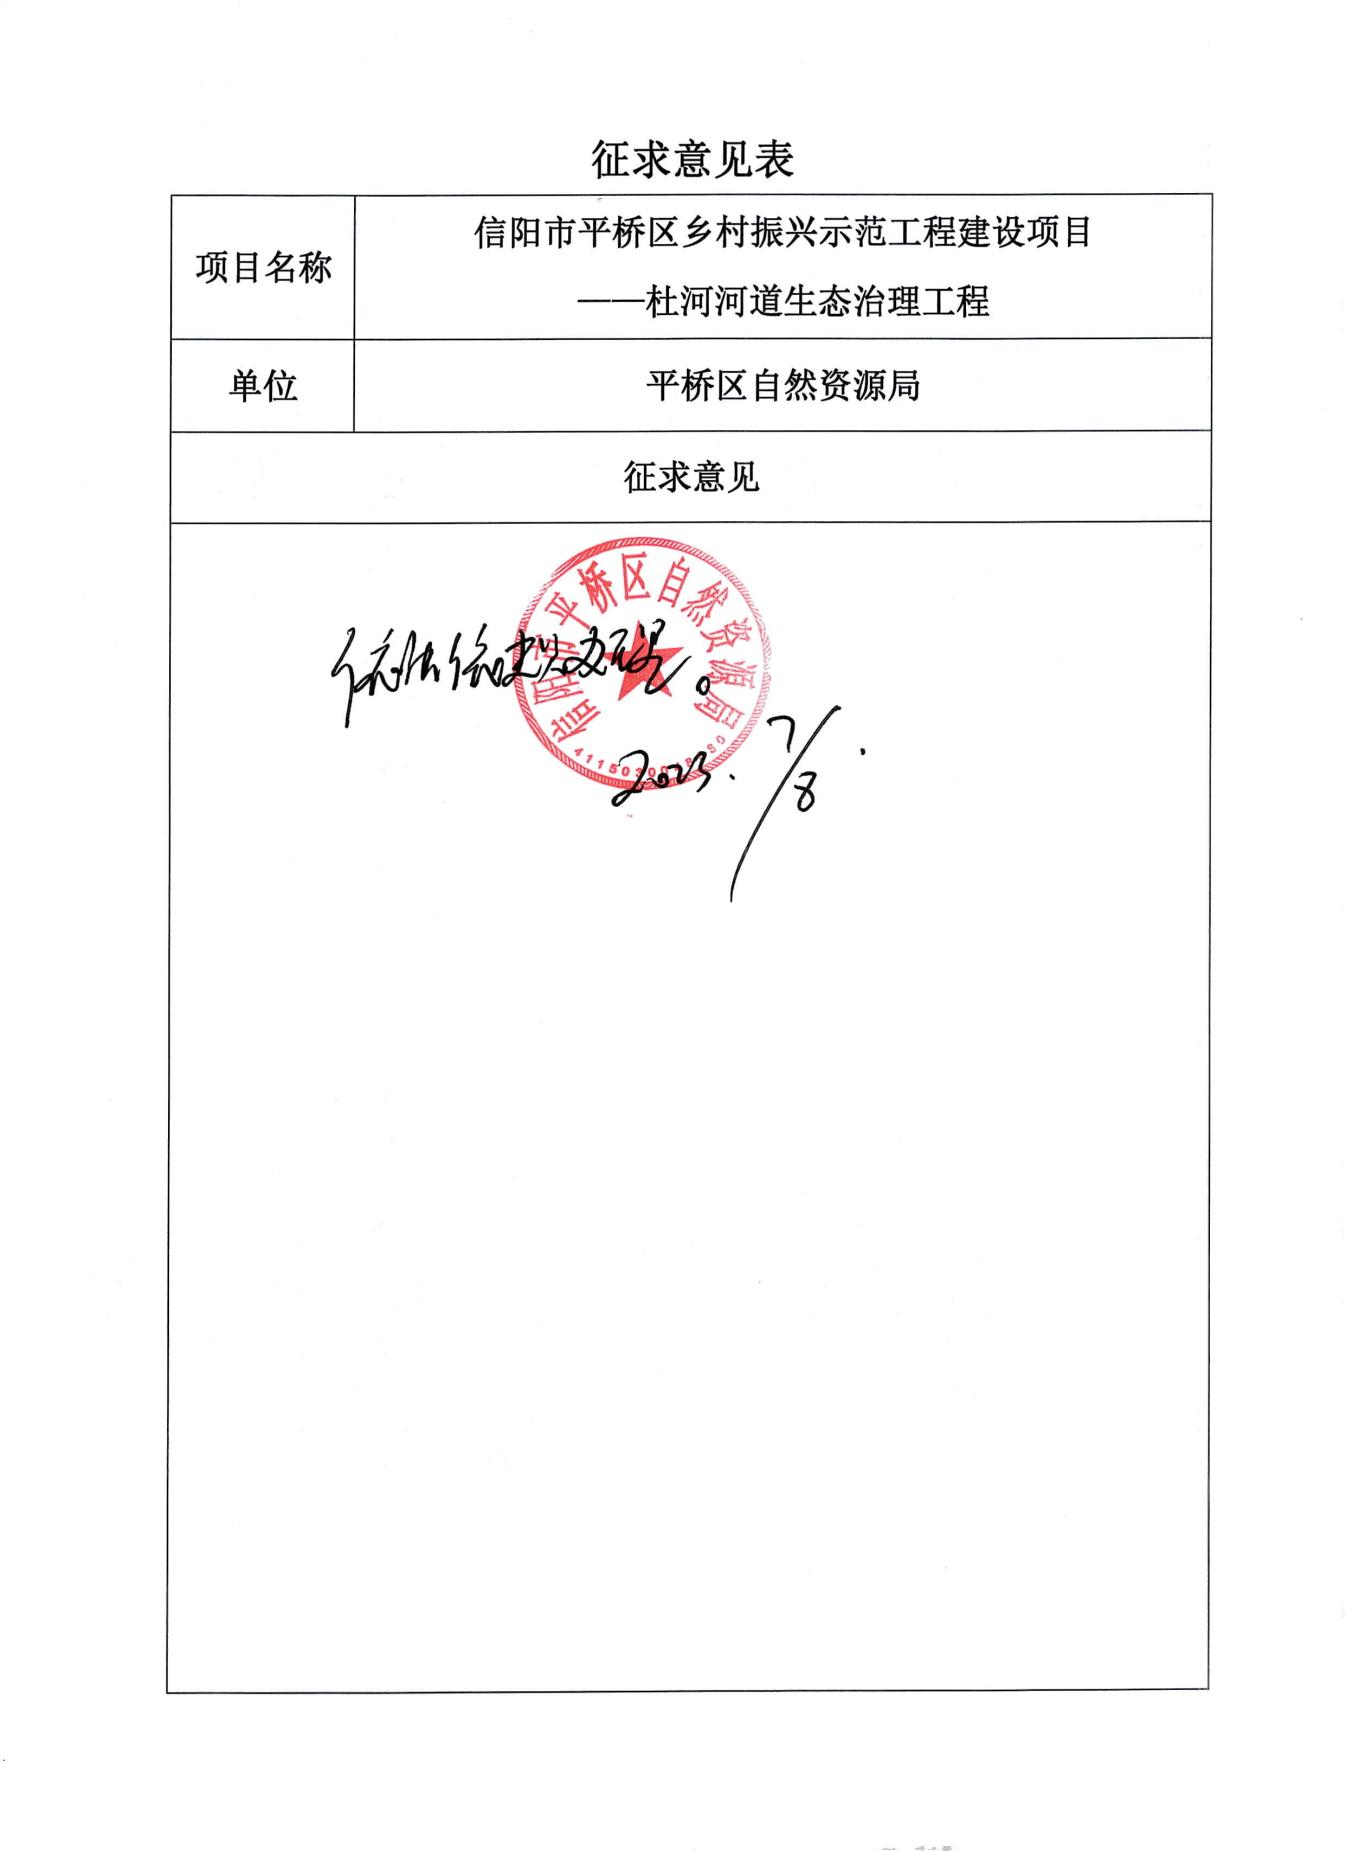 征求意见表
项目名称
信阳市平桥区乡村振兴示范工程建设项目
——杜河河道生态治理工程
单位
平桥区自然资源局
征求意见
信阳市平桥区自然资源局
依法依
2023.
7/8.